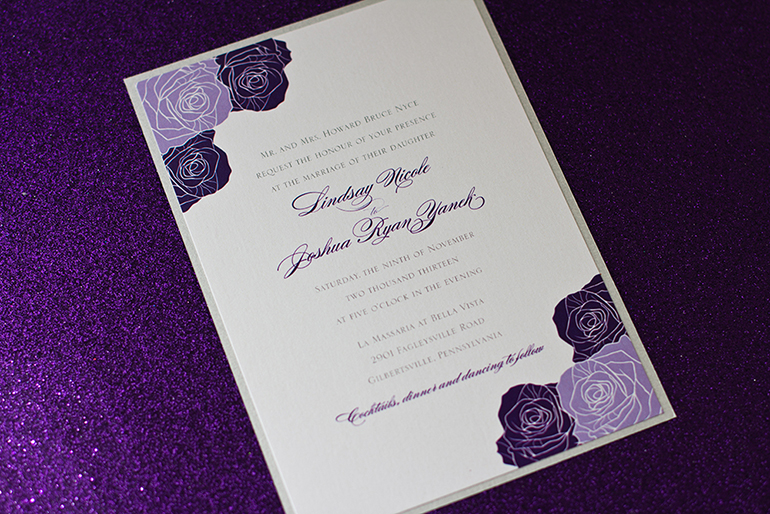 Mr. and Mrs. Howard Bruce Nyce
request the honour of your presence
at the marriage of their daughter
Lindsay Nicole
to
Joshua Ryan Yanek
Saturday, the ninth of November
two thousand thirteen
at five o'clock in the evening
La Massaria at Bella Vista
2901 Fagleysville Road
Gilbertsville, Pennsylvania
Cocktails, dinner and dancing to follow